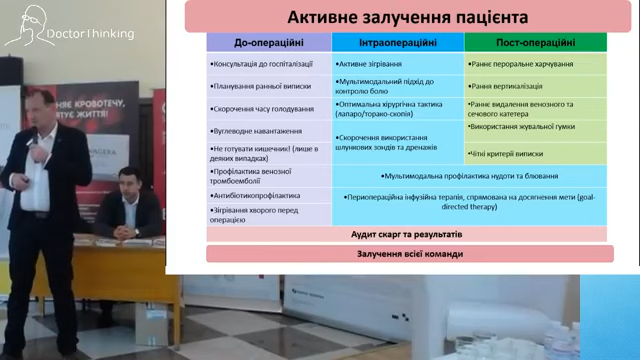 DoctorThinking
Активне залучення пацієнта
До-операційні
Інтраопераційні
Пост-операційні
•Консультація до госпіталізації
•Активне зігрівання
•Раннє пероральне харчування
•Планування ранньої виписки
•Мультимодальний підхід до
контролю болю
•Рання вертикалізація
•Скорочення часу голодування
•Оптимальна хірургічна тактика
(лапаро/торако-скопія)
•Раннє видалення венозного та
сечового катетера
•Вуглеводне навантаження
•Скорочення використання
шлункових зондів та дренажів
•Використання жувальної гумки
•Не готувати кишечник! (лише в
деяких випадках)
•Чіткі критерії виписки
•Профілактика венозної
тромбоемболії
•Мультимодальна профілактика нудоти та блювання
•Антибіотикопрофілактика
•Периопераційна інфузійна терапія, спрямована на досягнення мети (goal-
directed therapy)
•Зігрівання хворого перед
операцією
Аудит скарг та результатів
Залучення всієї команди
НЯЄ КРОВОТЕЧУ,
ЯТУЄ ЖИТТЯ!